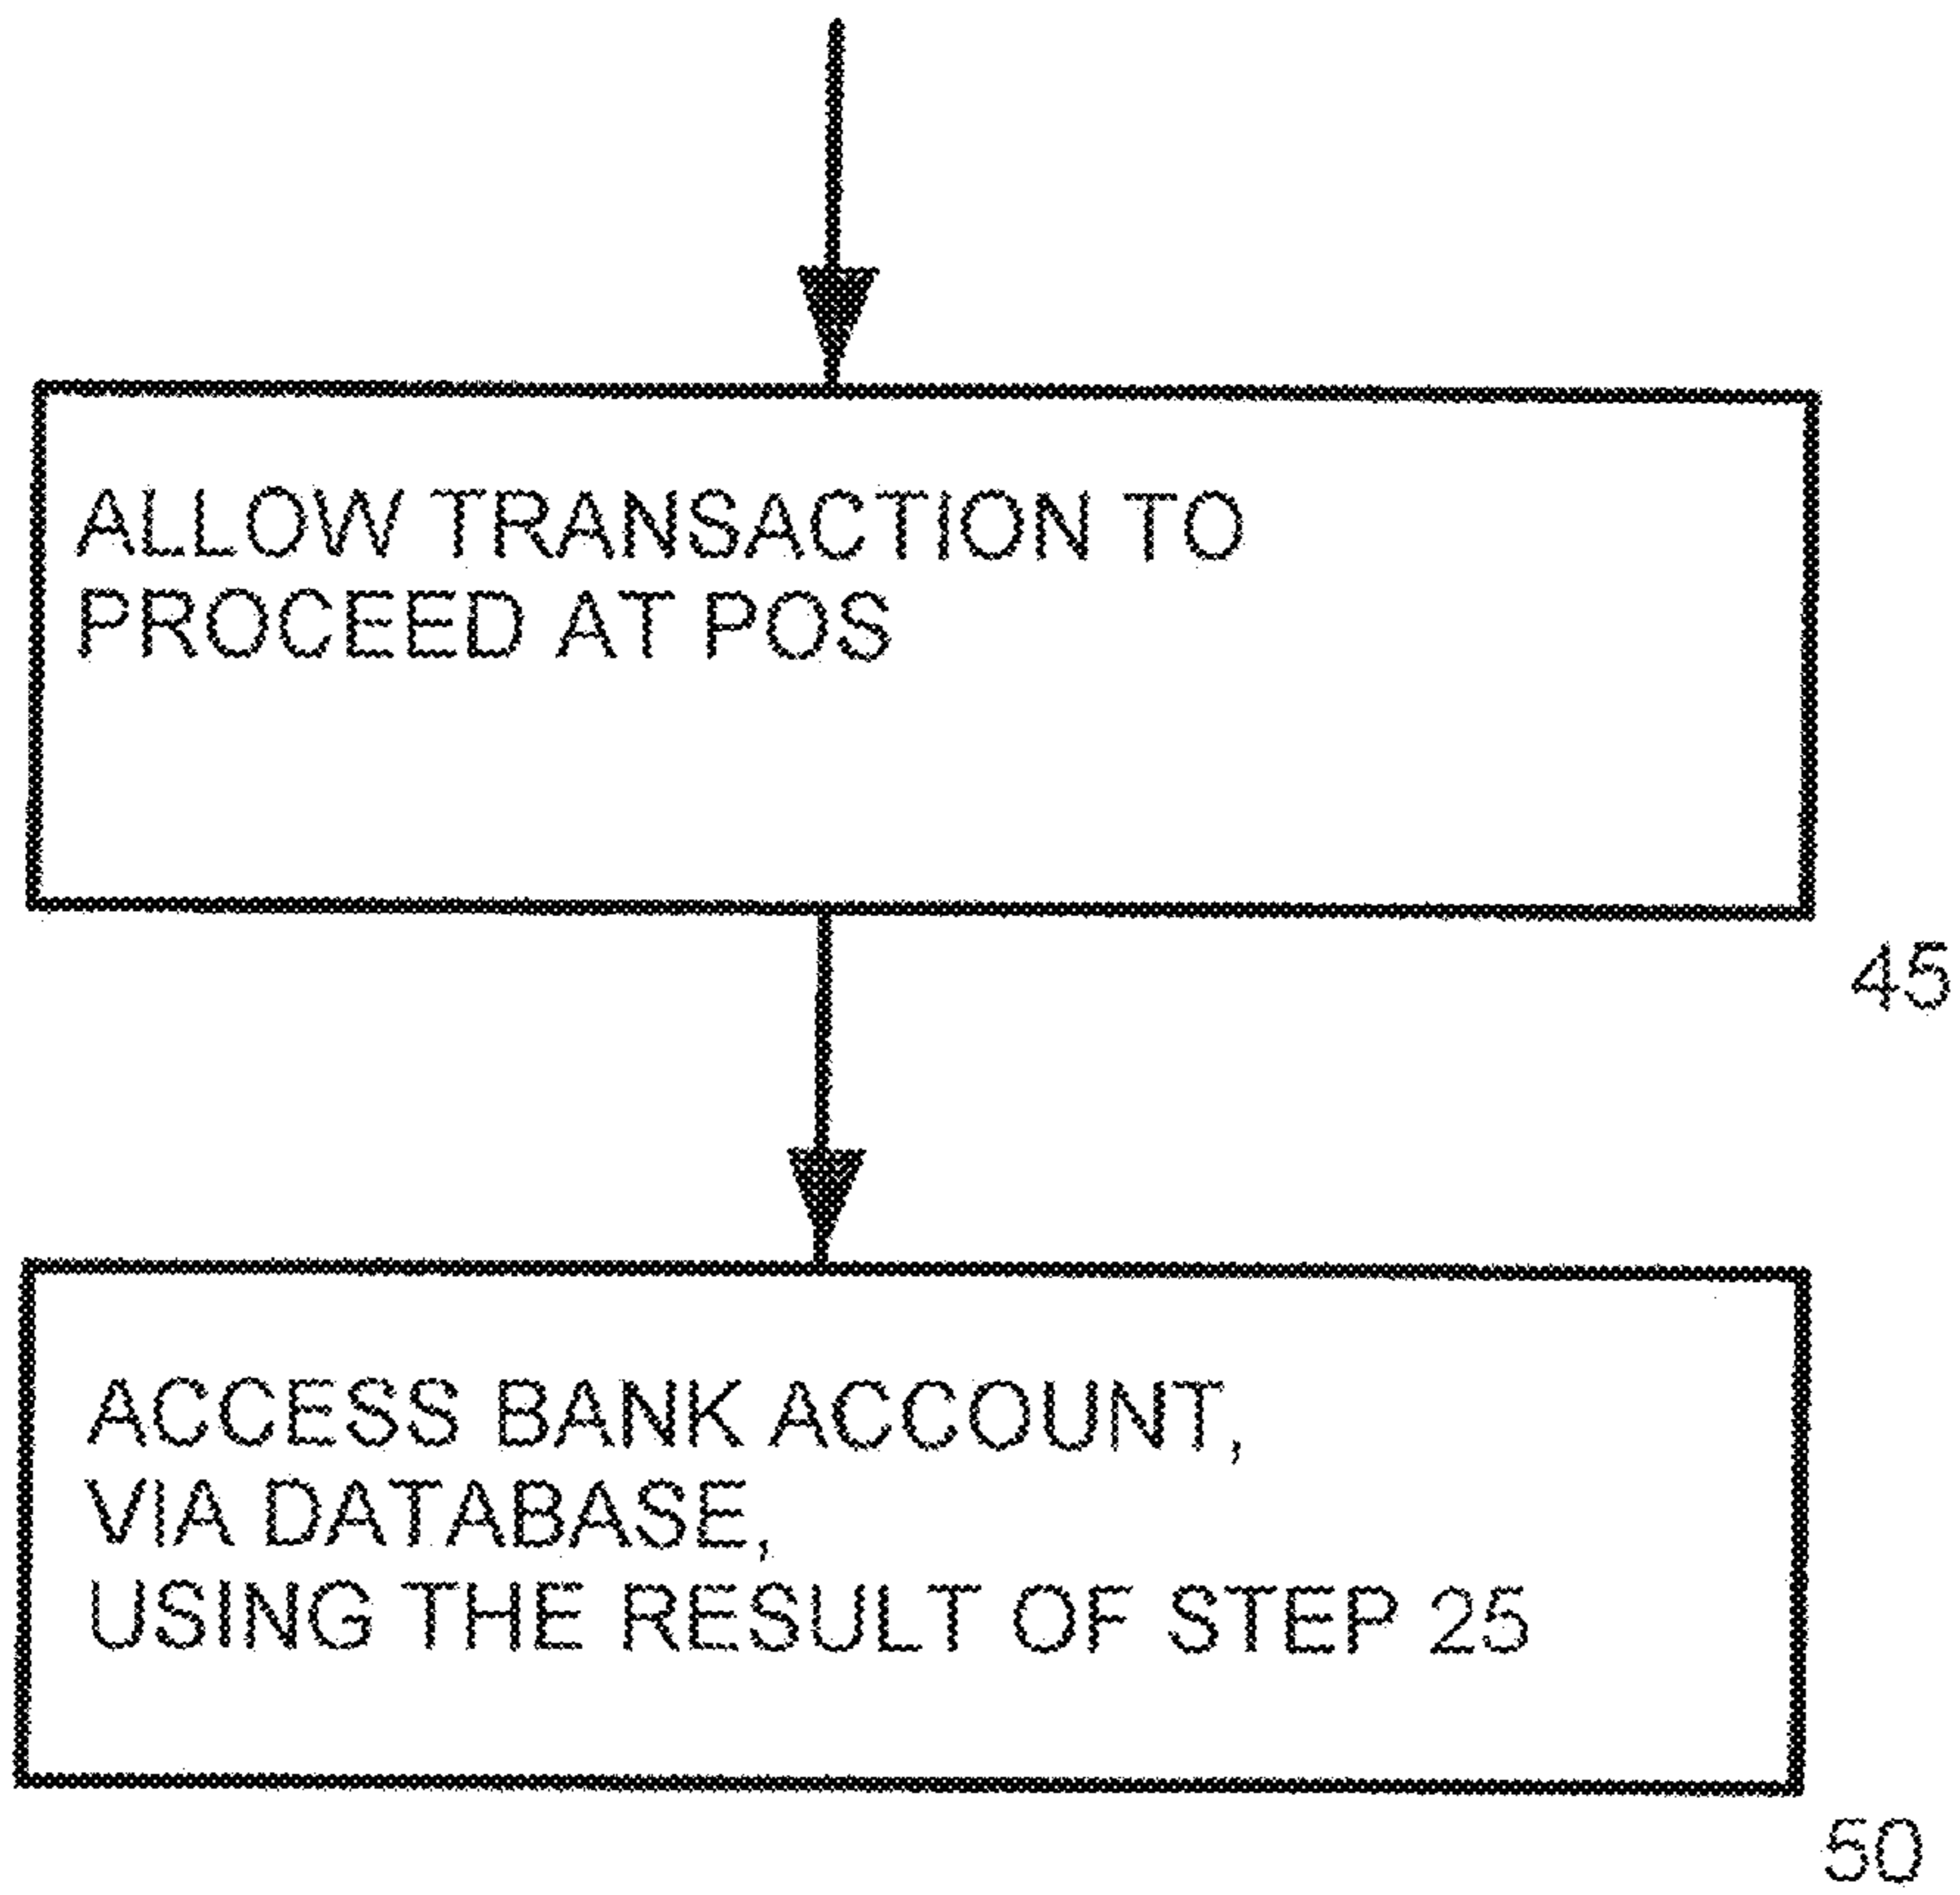 ALLOW TRANSACTION TO
PROCEED AT POS
45
ACCESS BANK ACCOUNT,
VIA DATABASE,
USING THE RESULT OF STEP 25
50